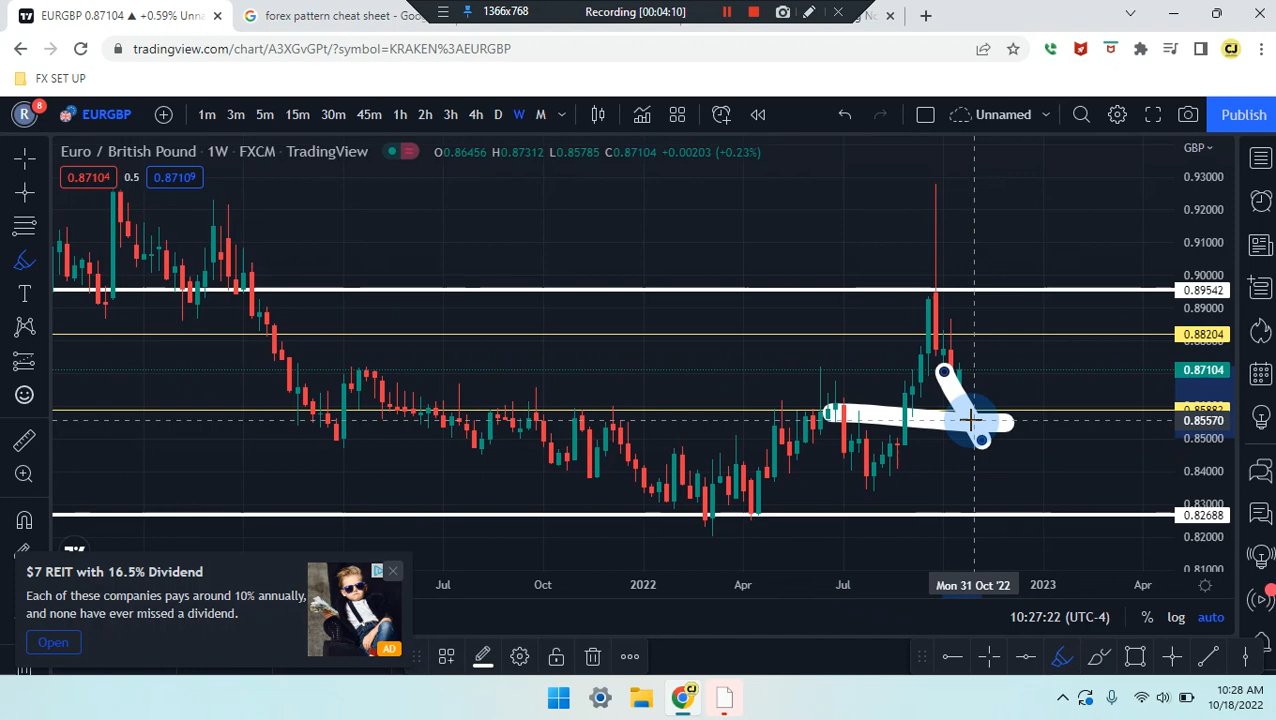 EURGBP 0.87104 ▲ +0.59% Unna
forex pattern cheat sheet - Goo
1366x768
Recording [00:04:10]
tradingview.com/chart/A3XGvGPt/?symbol=KRAKEN%3AEURGBP
FX SET UP
R 8 EURGBP 1m 3m 5m 15m 30m 45m 1h 2h 3h 4h D W M Unnamed Publish
Euro / British Pound · 1W · FXCM · TradingView O0.86456 H0.87312 L0.85785 C0.87104 +0.00203 (+0.23%)
GBP
0.87104 0.5 0.87109
0.93000
0.92000
0.91000
0.90000
0.89542
0.89000
0.88204
0.87104
0.85570
0.85000
0.84000
0.83000
0.82688
0.82000
0.81000
Jul Oct 2022 Apr Jul Mon 31 Oct '22 2023 Apr
$7 REIT with 16.5% Dividend
Each of these companies pays around 10% annually,
and none have ever missed a dividend.
Open
AD
10:27:22 (UTC-4) % log auto
CJ
10:28 AM
10/18/2022